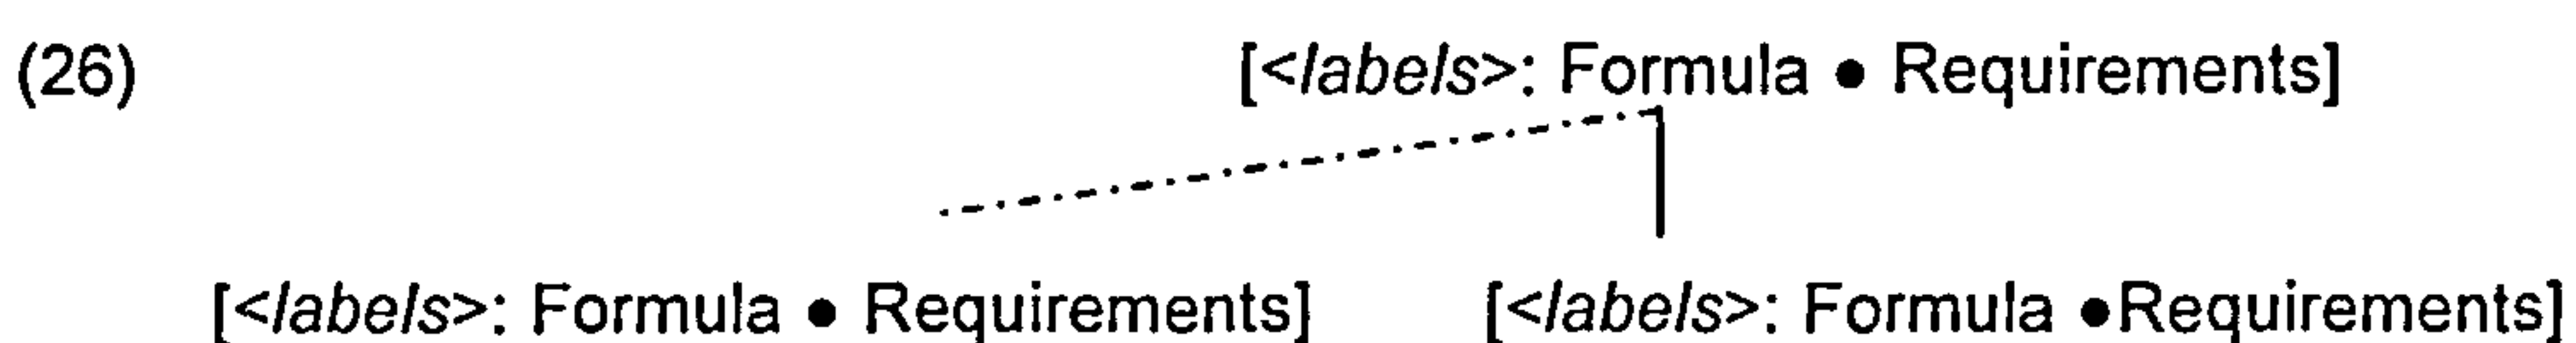 (26) [<labels>: Formula ● Requirements]
[<labels>: Formula ● Requirements] [<labels>: Formula ●Requirements]